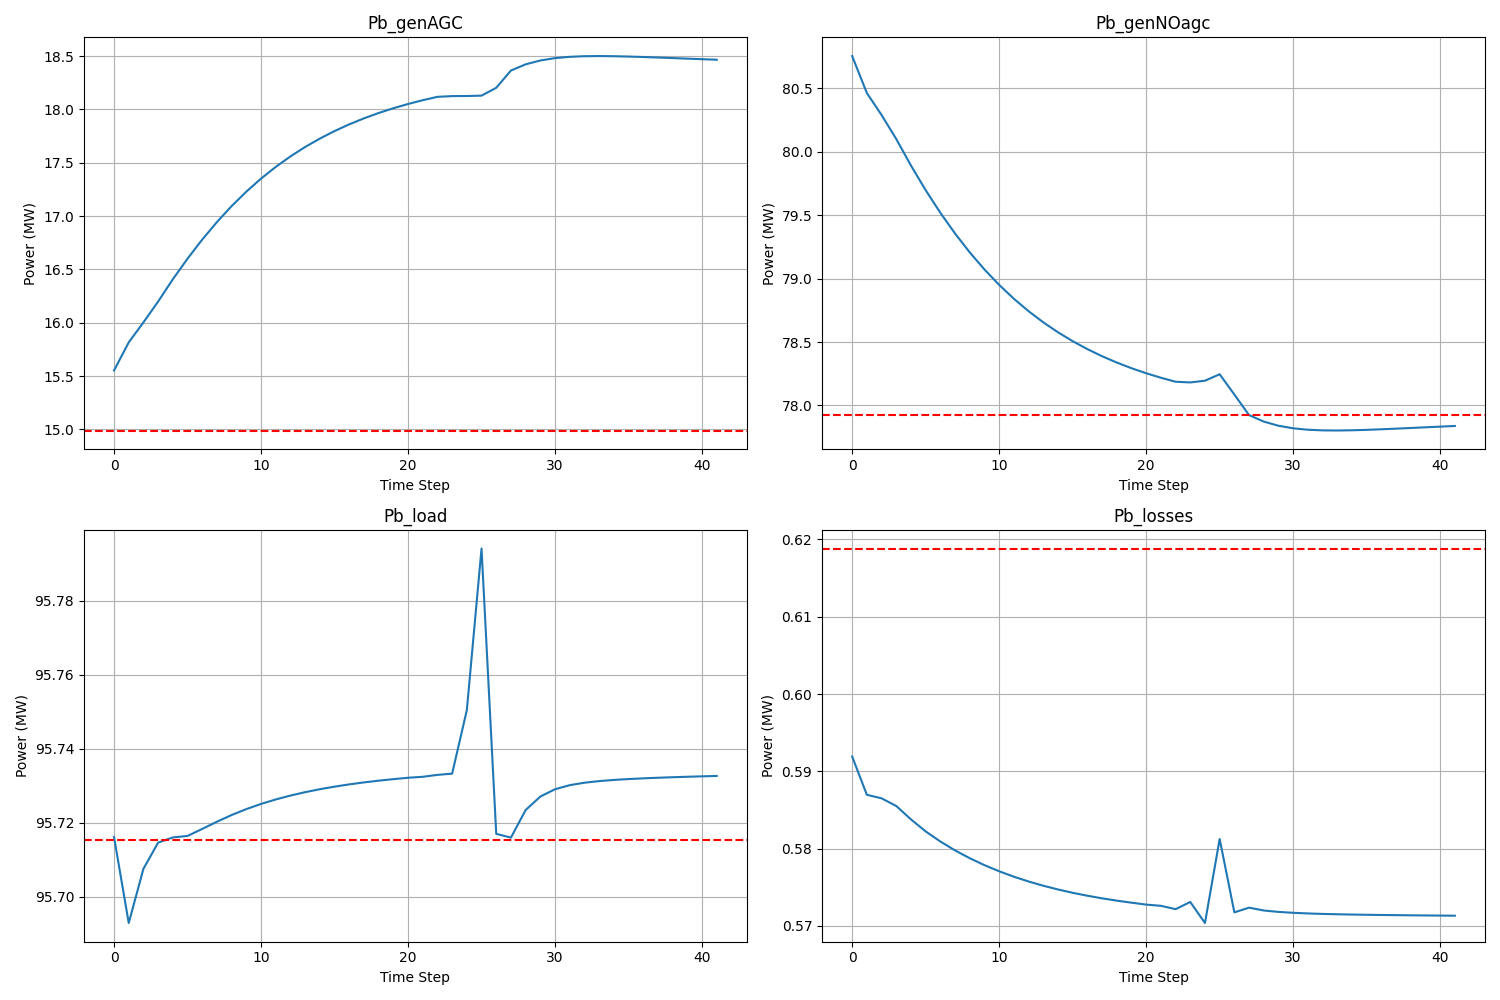 Pb_genAGC
18.5
18.0
17.5
17.0
16.5
16.0
15.5
15.0
Power (MW)
0 10 20 30 40
Time Step
Pb_genNOagc
80.5
80.0
79.5
79.0
78.5
78.0
Power (MW)
0 10 20 30 40
Time Step
Pb_load
95.78
95.76
95.74
95.72
95.70
Power (MW)
0 10 20 30 40
Time Step
Pb_losses
0.62
0.61
0.60
0.59
0.58
0.57
Power (MW)
0 10 20 30 40
Time Step